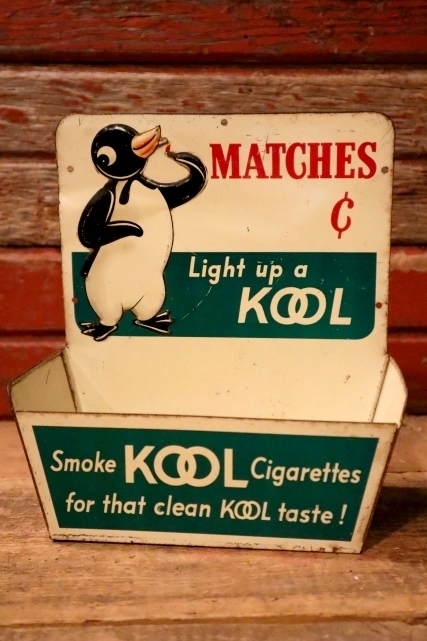 MATCHES
¢
Light up a
KOOL
Smoke KOOL Cigarettes
for that clean KOOL taste!